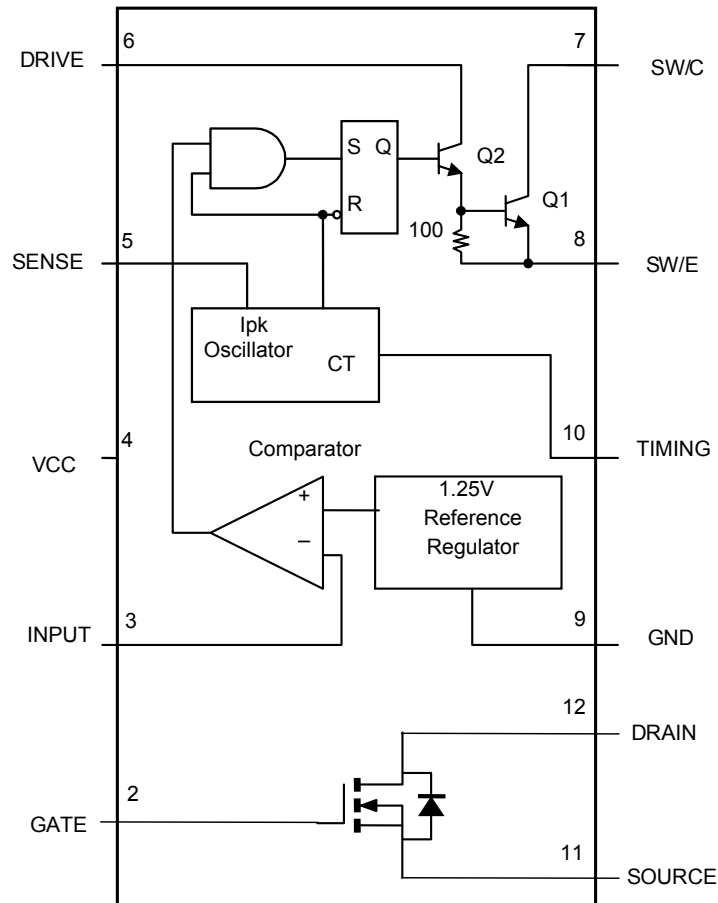 6
7
DRIVE
SW/C
S
Q
Q2
R
Q1
100
5
8
SENSE
SW/E
Ipk
Oscillator
CT
4
10
VCC
Comparator
TIMING
+
1.25V
Reference
−
Regulator
3
9
INPUT
GND
12
DRAIN
2
GATE
11
SOURCE